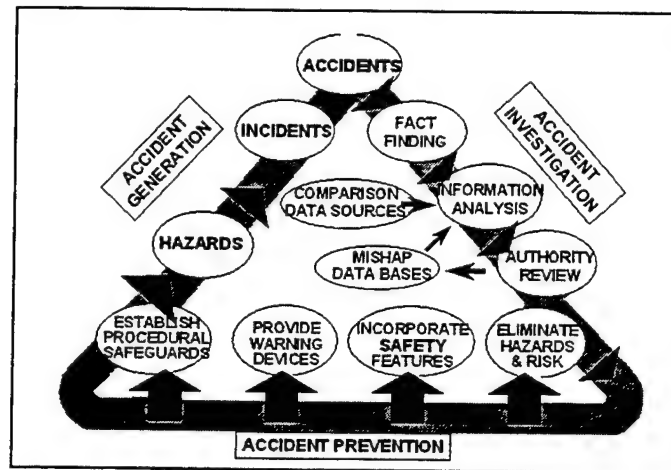 ACCIDENTS
ACCIDENT
GENERATION
INCIDENTS
FACT
FINDING
ACCIDENT
INVESTIGATION
COMPARISON
DATA SOURCES
INFORMATION
ANALYSIS
HAZARDS
MISHAP
DATA BASES
AUTHORITY
REVIEW
ESTABLISH
PROCEDURAL
SAFEGUARDS
PROVIDE
WARNING
DEVICES
INCORPORATE
SAFETY
FEATURES
ELIMINATE
HAZARDS
& RISK
ACCIDENT PREVENTION